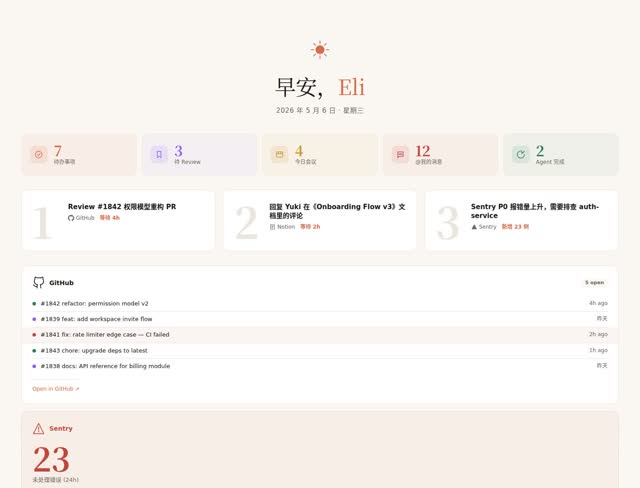 早安，Eli
2026 年 5 月 6 日 · 星期三
7
待办事项
3
待 Review
4
今日会议
12
@我的消息
2
Agent 完成
1
Review #1842 权限模型重构 PR
GitHub 等待 4h
2
回复 Yuki 在《Onboarding Flow v3》文
档里的评论
Notion 等待 2h
3
Sentry P0 报错量上升，需要排查 auth-
service
Sentry 新增 23 例
GitHub
5 open
#1842 refactor: permission model v2 4h ago
#1839 feat: add workspace invite flow 昨天
#1841 fix: rate limiter edge case — CI failed 2h ago
#1843 chore: upgrade deps to latest 1h ago
#1838 docs: API reference for billing module 昨天
Open in GitHub ↗
Sentry
23
未处理错误 (24h)